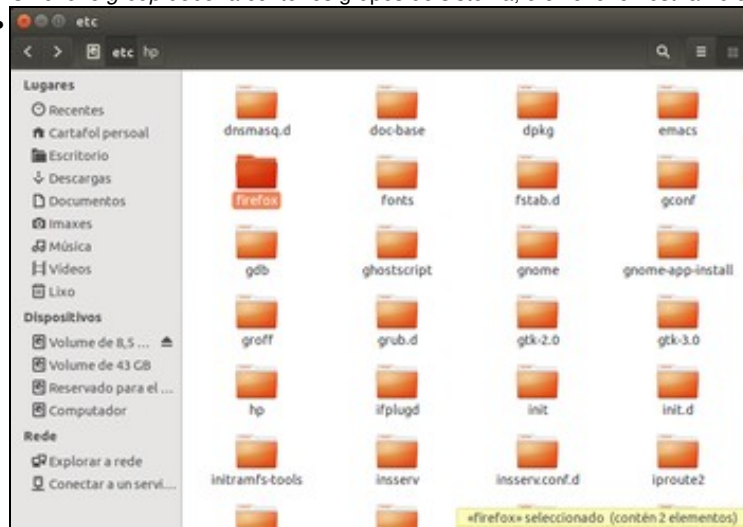 etc
etc hp
Lugares
Recentes
Cartafol persoal
Escritorio
Descargas
Documentos
Imaxes
Música
Vídeos
Lixo
Dispositivos
Volume de 8,5 ...
Volume de 43 GB
Reservado para el ...
Computador
Rede
Explorar a rede
Conectar a un servi...
dnsmasq.d doc-base dpkg emacs
firefox fonts fstab.d gconf
gdb ghostscript gnome gnome-app-install
groff grub.d gtk-2.0 gtk-3.0
hp ifplugd init init.d
initramfs-tools insserv insserv.conf.d iproute2
«firefox» seleccionado (contén 2 elementos)